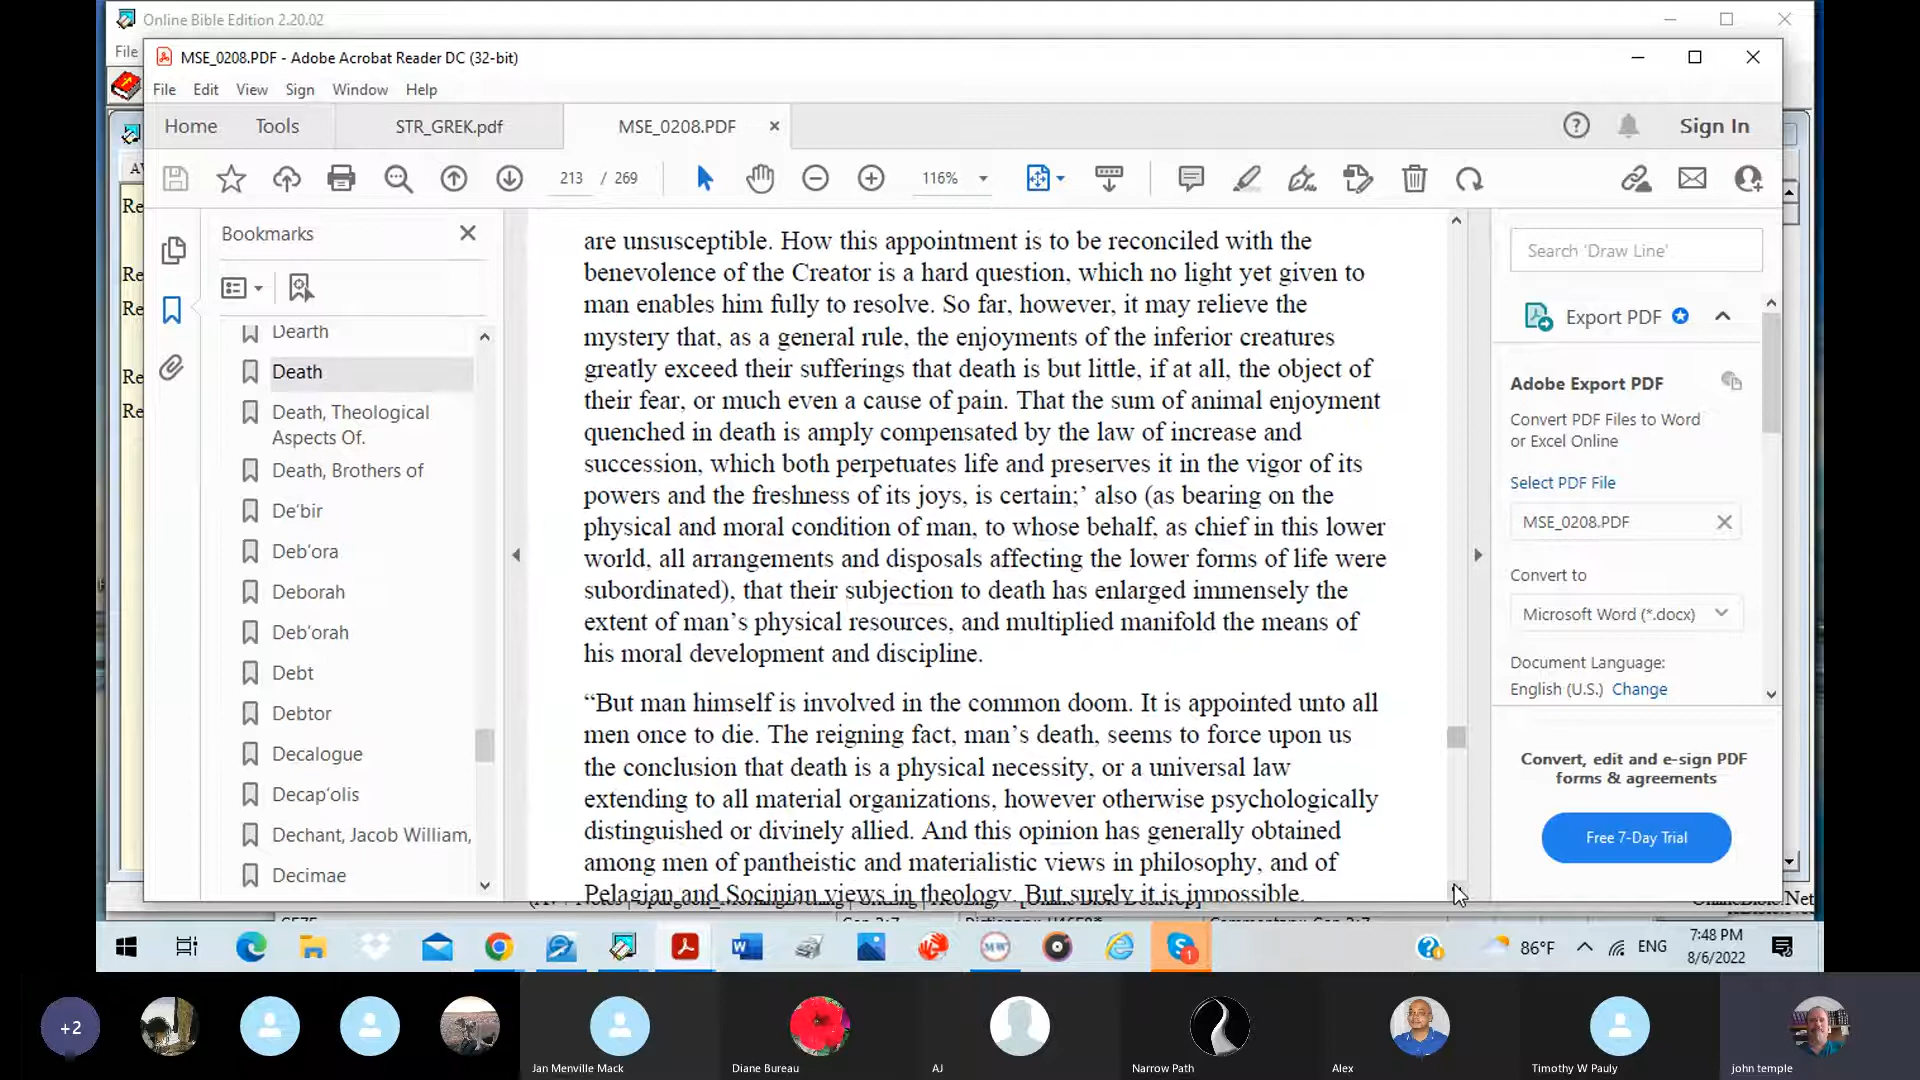 Online Bible Edition 2.20.02
File
MSE_0208.PDF - Adobe Acrobat Reader DC (32-bit)
File Edit View Sign Window Help
Home Tools STR_GREK.pdf MSE_0208.PDF Sign In
213 / 269 116%
Bookmarks
Dearth
Death
Death, Theological
Aspects Of.
Death, Brothers of
De‘bir
Deb‘ora
Deborah
Deb‘orah
Debt
Debtor
Decalogue
Decap‘olis
Dechant, Jacob William,
Decimae
Re
Re
Re
Re
Re
are unsusceptible. How this appointment is to be reconciled with the
benevolence of the Creator is a hard question, which no light yet given to
man enables him fully to resolve. So far, however, it may relieve the
mystery that, as a general rule, the enjoyments of the inferior creatures
greatly exceed their sufferings that death is but little, if at all, the object of
their fear, or much even a cause of pain. That the sum of animal enjoyment
quenched in death is amply compensated by the law of increase and
succession, which both perpetuates life and preserves it in the vigor of its
powers and the freshness of its joys, is certain;’ also (as bearing on the
physical and moral condition of man, to whose behalf, as chief in this lower
world, all arrangements and disposals affecting the lower forms of life were
subordinated), that their subjection to death has enlarged immensely the
extent of man’s physical resources, and multiplied manifold the means of
his moral development and discipline.
“But man himself is involved in the common doom. It is appointed unto all
men once to die. The reigning fact, man’s death, seems to force upon us
the conclusion that death is a physical necessity, or a universal law
extending to all material organizations, however otherwise psychologically
distinguished or divinely allied. And this opinion has generally obtained
among men of pantheistic and materialistic views in philosophy, and of
Pelagian and Socinian views in theology. But surely it is impossible.
Search 'Draw Line'
Export PDF
Adobe Export PDF
Convert PDF Files to Word
or Excel Online
Select PDF File
MSE_0208.PDF
Convert to
Microsoft Word (*.docx)
Document Language:
English (U.S.) Change
Convert, edit and e-sign PDF
forms & agreements
Free 7-Day Trial
86°F ENG
7:48 PM
8/6/2022
+2
Jan Menville Mack
Diane Bureau
AJ
Narrow Path
Alex
Timothy W Pauly
john temple